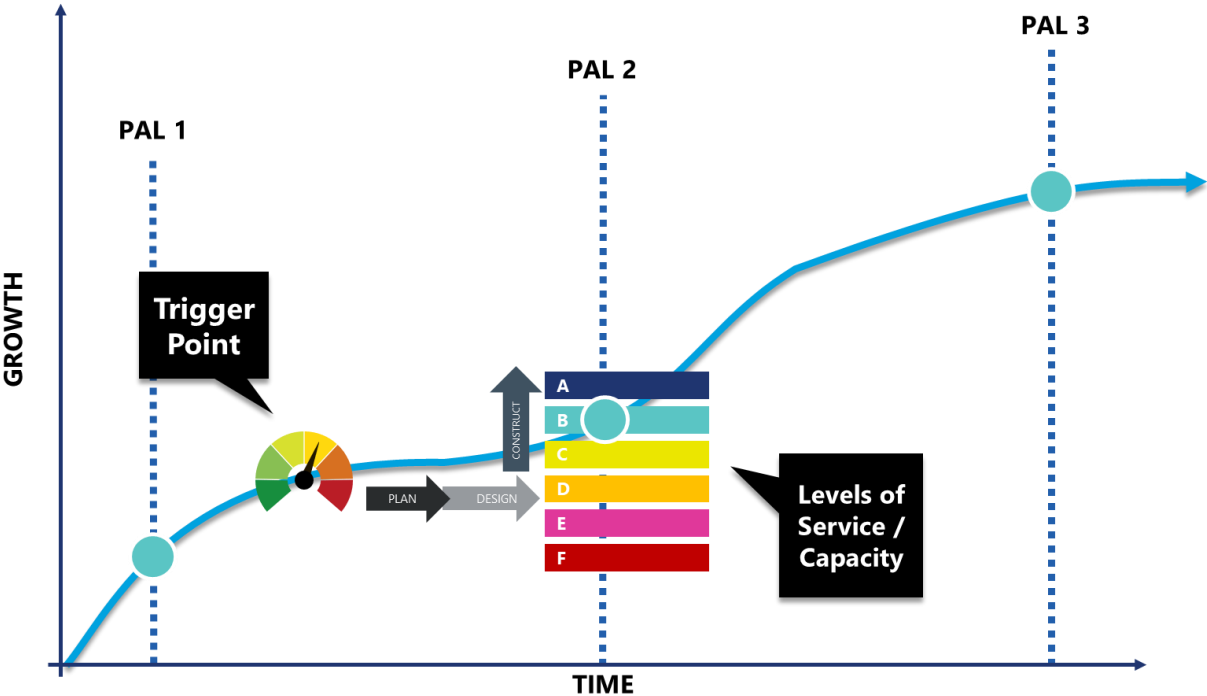 PAL 3
PAL 2
PAL 1
Trigger
Point
GROWTH
CONSTRUCT
A
B
C
D
E
F
PLAN
DESIGN
Levels of
Service /
Capacity
TIME